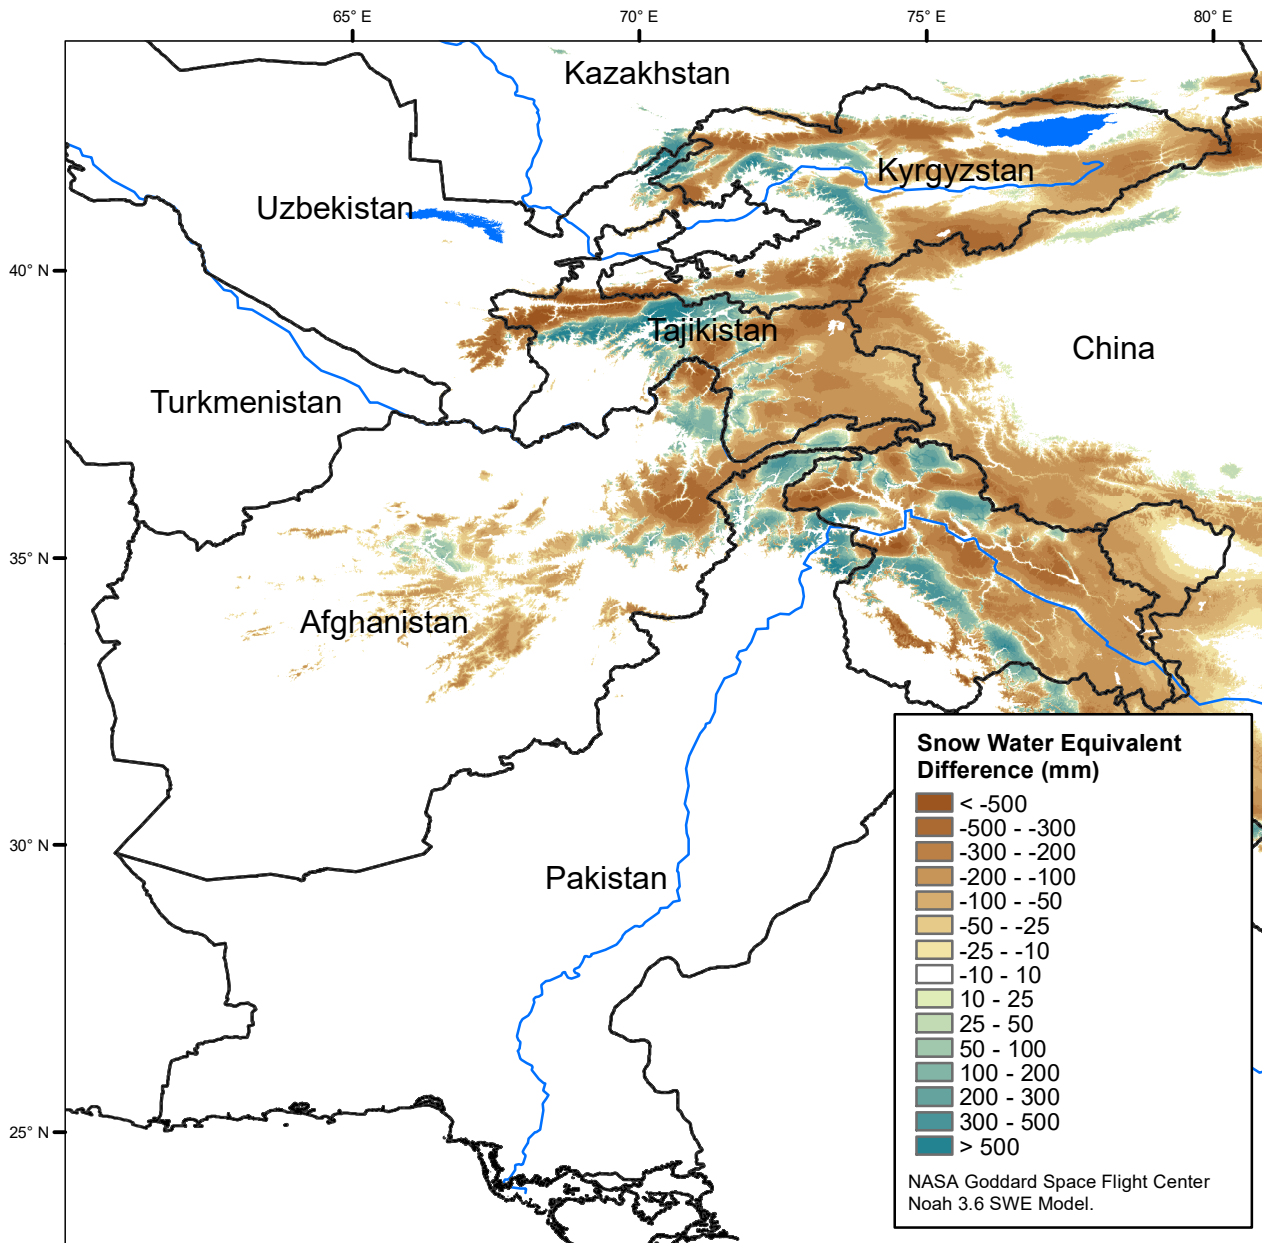 65° E
70° E
75° E
80° E
Kazakhstan
Kyrgyzstan
Uzbekistan
40° N
Tajikistan
China
Turkmenistan
35° N
Afghanistan
Snow Water Equivalent
Difference (mm)
< -500
-500 - -300
-300 - -200
-200 - -100
-100 - -50
-50 - -25
-25 - -10
-10 - 10
10 - 25
25 - 50
50 - 100
100 - 200
200 - 300
300 - 500
> 500
NASA Goddard Space Flight Center
Noah 3.6 SWE Model.
30° N
Pakistan
25° N